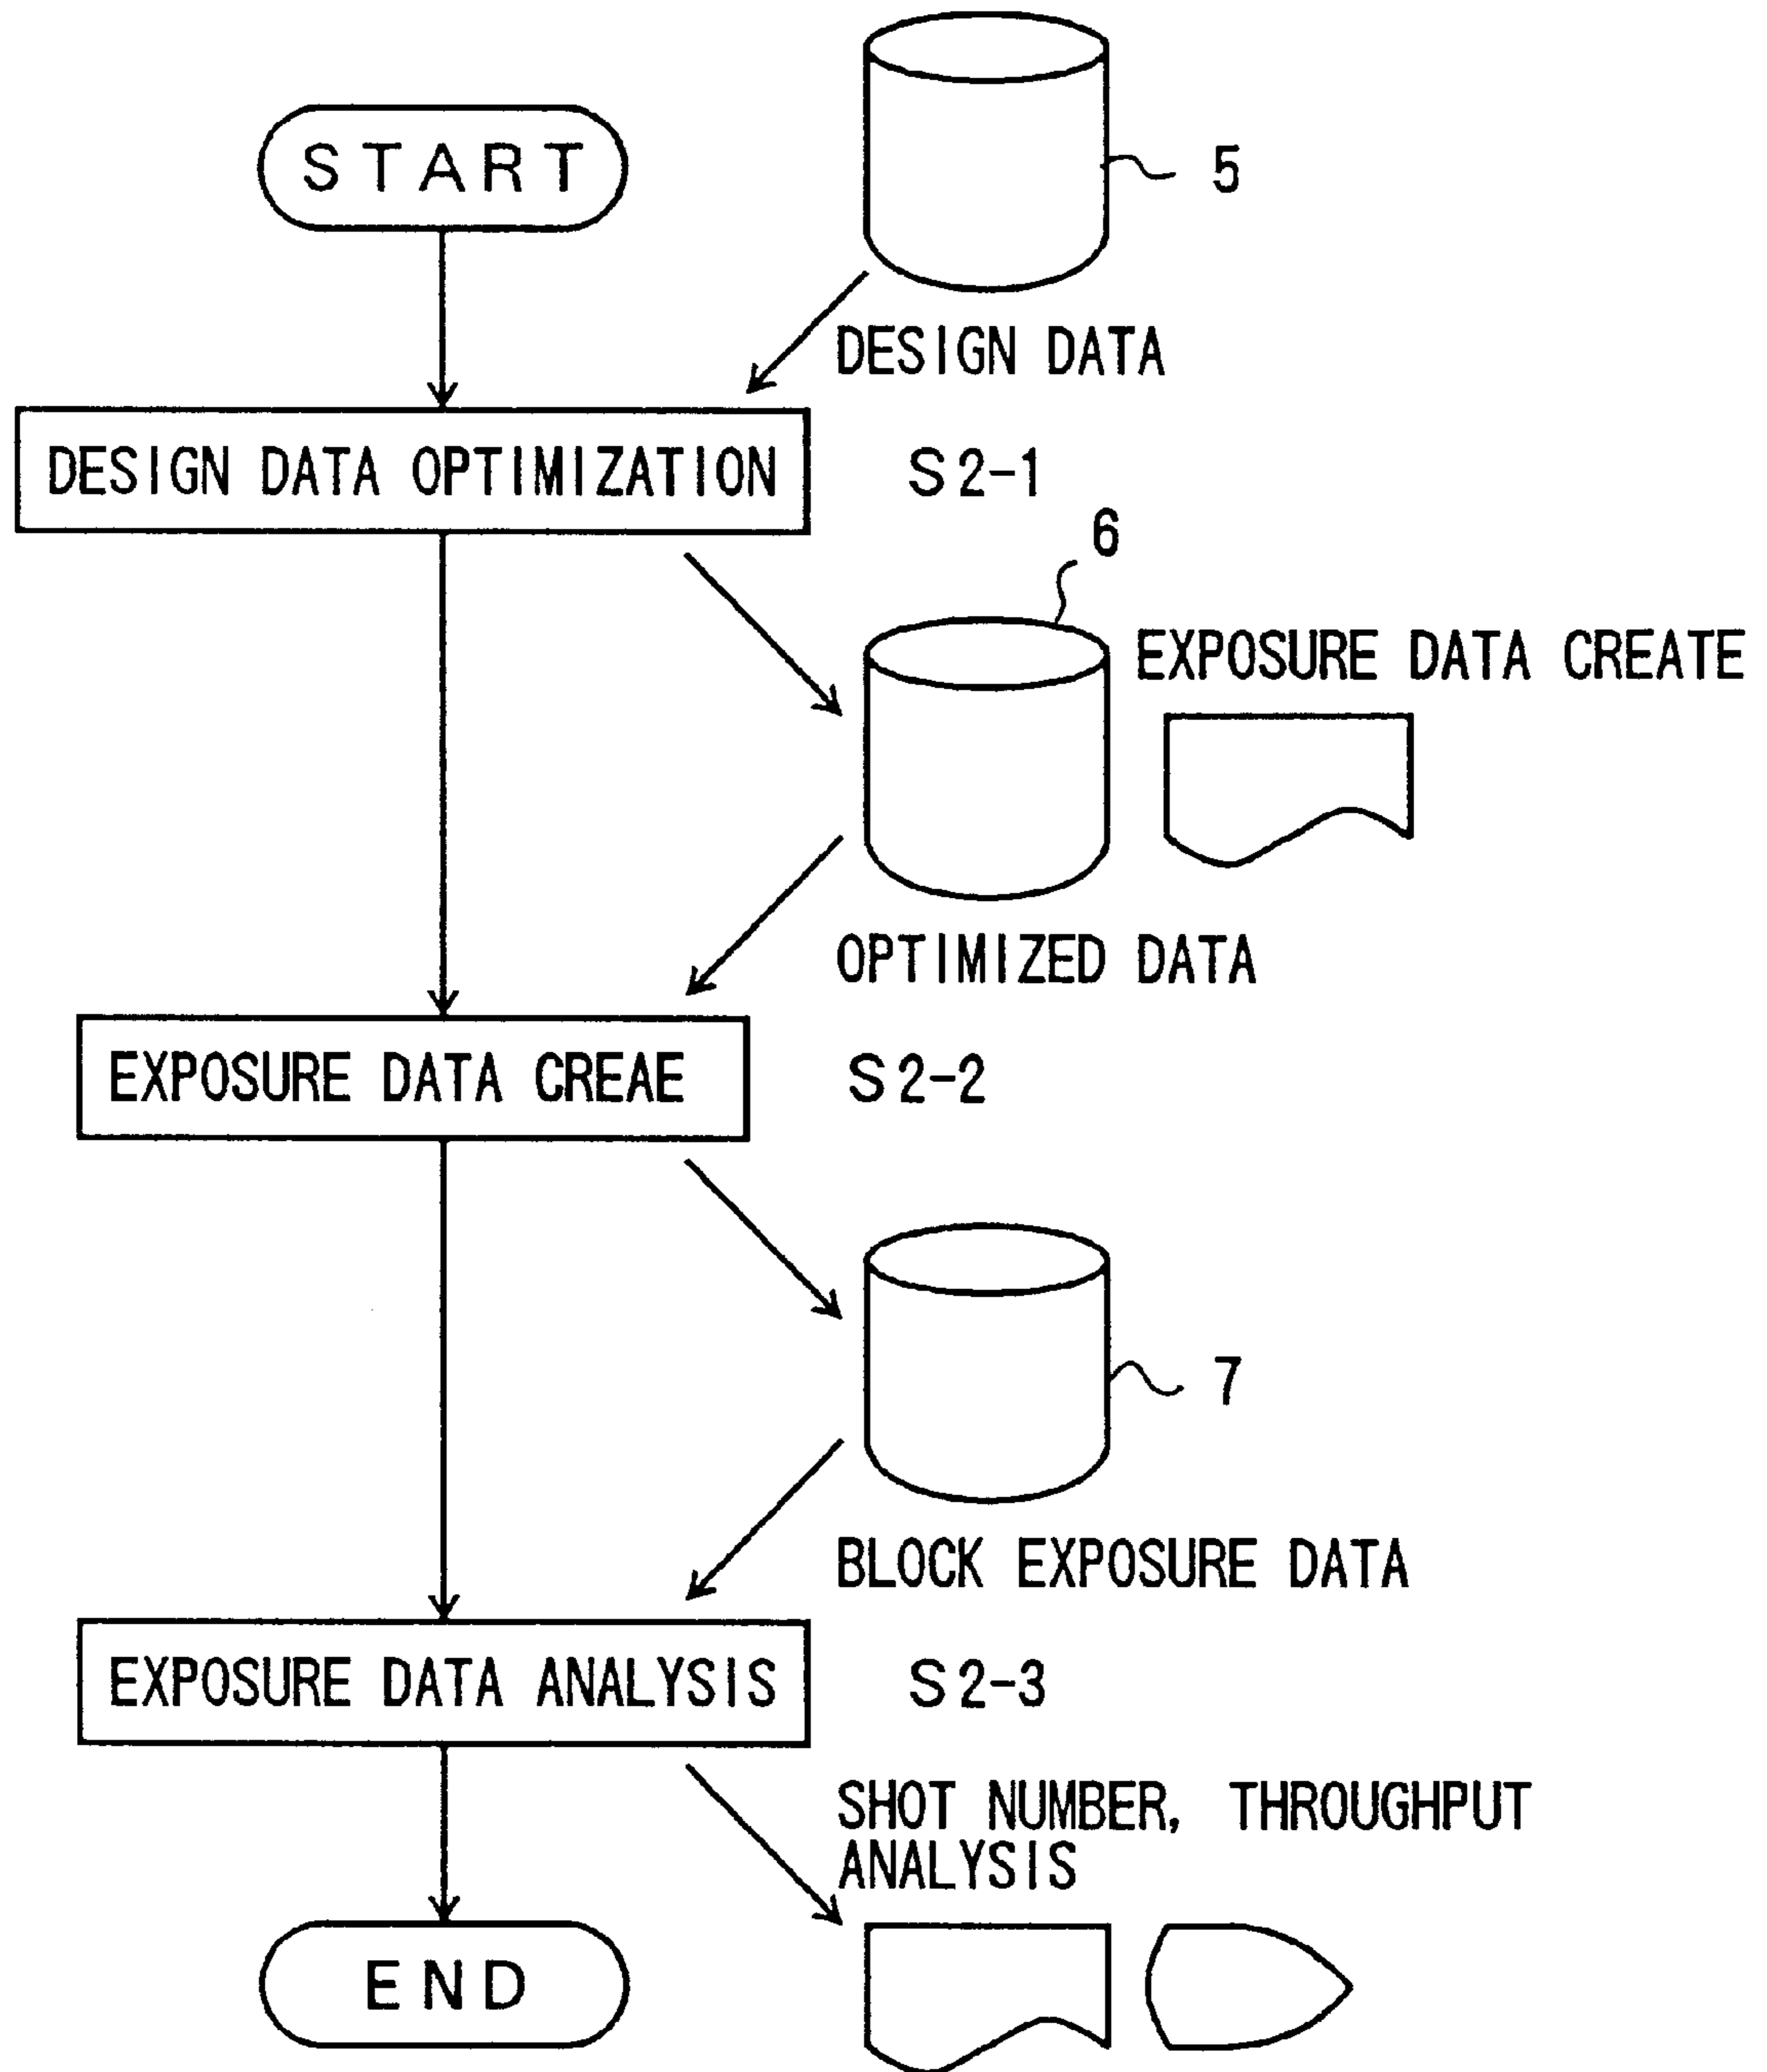 START
5
DESIGN DATA
DESIGN DATA OPTIMIZATION
S2-1
6
EXPOSURE DATA CREATE
OPTIMIZED DATA
EXPOSURE DATA CREAE
S2-2
7
BLOCK EXPOSURE DATA
EXPOSURE DATA ANALYSIS
S2-3
SHOT NUMBER, THROUGHPUT
ANALYSIS
END